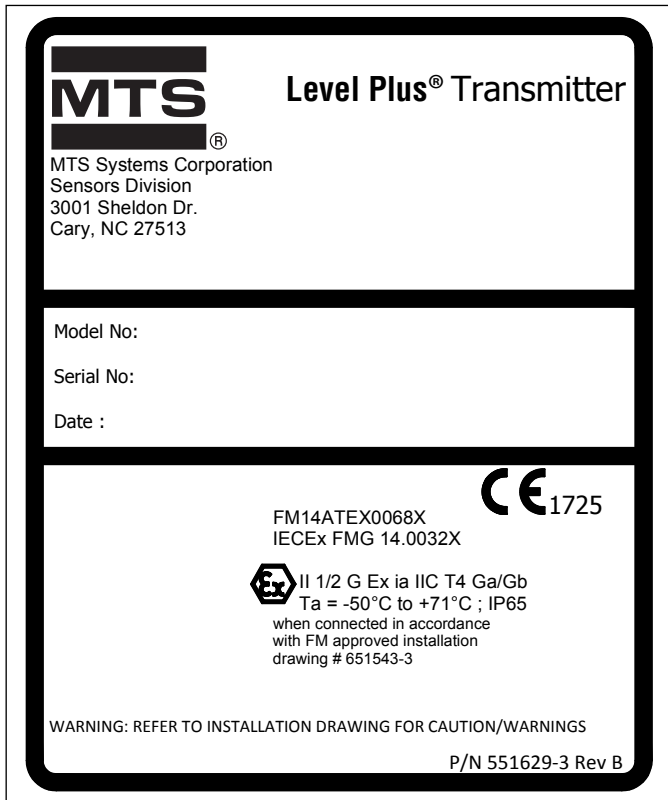 MTS®
Level Plus® Transmitter
MTS Systems Corporation
Sensors Division
3001 Sheldon Dr.
Cary, NC 27513
Model No:
Serial No:
Date :
CE 1725
FM14ATEX0068X
IECEx FMG 14.0032X
Ex II 1/2 G Ex ia IIC T4 Ga/Gb
Ta = -50°C to +71°C ; IP65
when connected in accordance
with FM approved installation
drawing # 651543-3
WARNING: REFER TO INSTALLATION DRAWING FOR CAUTION/WARNINGS
P/N 551629-3 Rev B